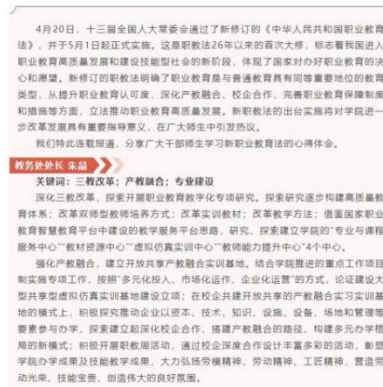 4月20日，十三届全国人大常委会通过了新修订的《中华人民共和国职业教育
法》，并于5月1日起正式实施。这是职教法26年以来的首次大修，标志着我国进入
职业教育高质量发展和建设技能型社会的新阶段，体现了国家对办好职业教育的决
心和愿望。新修订的职教法明确了职业教育是与普通教育具有同等重要地位的教育
类型，从提升职业教育认可度，深化产教融合、校企合作，完善职业教育保障制度
和措施等方面，立法推动职业教育高质量发展。新职教法的出台实施将对学院进一
步改革发展具有重要指导意义，在广大师生中引发热议。
我们特此连载报道，分享广大干部师生学习新职业教育法的心得体会。
教务处处长 朱晶
关键词：三教改革；产教融合；专业建设
深化三教改革，探索开展职业教育数字化专项研究。探索研究逐步构建高质量教
育体系；改革双师型教师培养方式；改革实训教材；改革教学方法；借鉴国家职业
教育智慧教育平台中建设的教学服务平台思路，研究、探索建立学院的“专业与课程
服务中心”“教材资源中心”“虚拟仿真实训中心”“教师能力提升中心”4个中心。
强化产教融合，建立开放共享产教融合实训基地。结合学院推进的重点工作项目
制实施专项工作，按照“多元化投入、市场化运作、企业化运营”的方式，论证建设大
型共享型虚拟仿真实训基地建设立项；在校企共建开放共享的产教融合实习实训基
地的模式上，积极探究推动企业以资本、技术、知识、设施、设备、场地和管理等
要素参与办学，探索建立起深化校企合作、搭建产教融合的路径，构建多元办学格
局的新模式；积极开展职教周活动，通过校企深度合作设计丰富多彩的活动，彰显
学院办学成果及技能教学成果，大力弘扬劳模精神、劳动精神、工匠精神，营造劳
动光荣、技能宝贵、创造伟大的良好氛围。